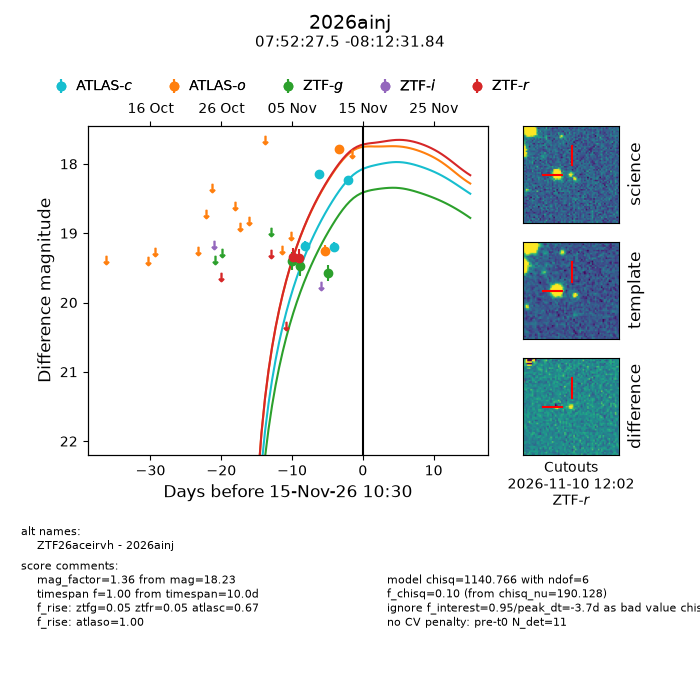 2026ainj
07:52:27.5 -08:12:31.84
ATLAS-c
ATLAS-o
ZTF-g
ZTF-i
ZTF-r
16 Oct
26 Oct
05 Nov
15 Nov
25 Nov
18
19
20
21
22
Difference magnitude
−30
−20
−10
0
10
Days before 15-Nov-26 10:30
science
template
difference
Cutouts
2026-11-10 12:02
ZTF-r
alt names:
ZTF26aceirvh - 2026ainj
score comments:
mag_factor=1.36 from mag=18.23
timespan f=1.00 from timespan=10.0d
f_rise: ztfg=0.05 ztfr=0.05 atlasc=0.67
f_rise: atlaso=1.00
model chisq=1140.766 with ndof=6
f_chisq=0.10 (from chisq_nu=190.128)
ignore f_interest=0.95/peak_dt=-3.7d as bad value chis
no CV penalty: pre-t0 N_det=11